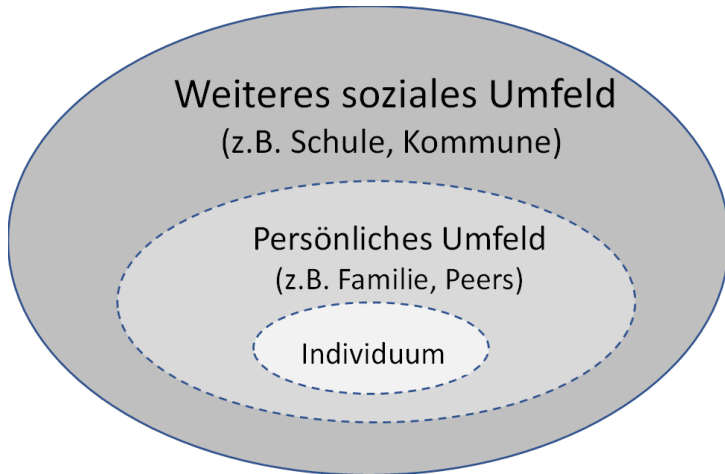 Weiteres soziales Umfeld
(z.B. Schule, Kommune)
Persönliches Umfeld
(z.B. Familie, Peers)
Individuum